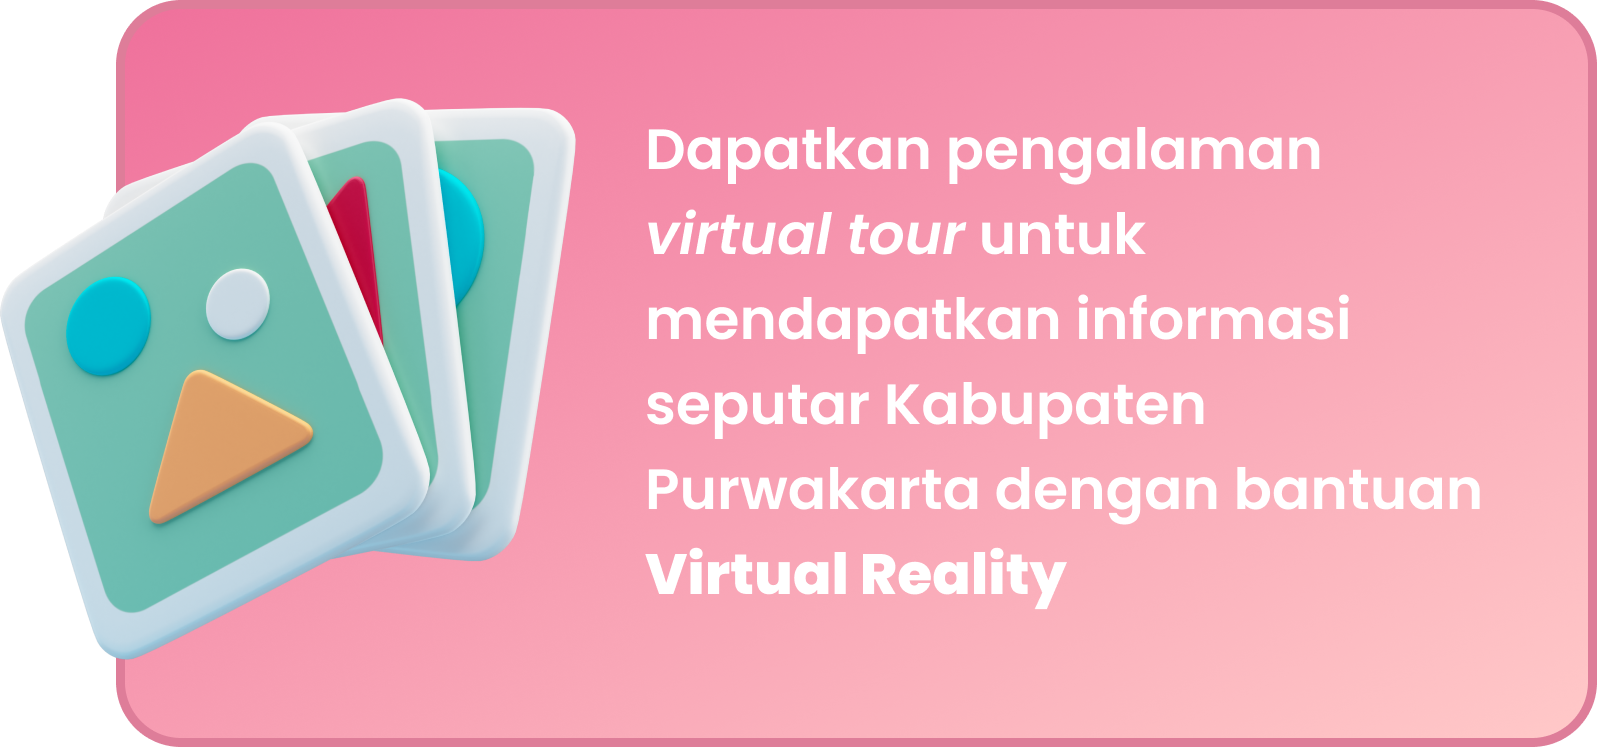 Dapatkan pengalaman
virtual tour untuk
mendapatkan informasi
seputar Kabupaten
Purwakarta dengan bantuan
Virtual Reality